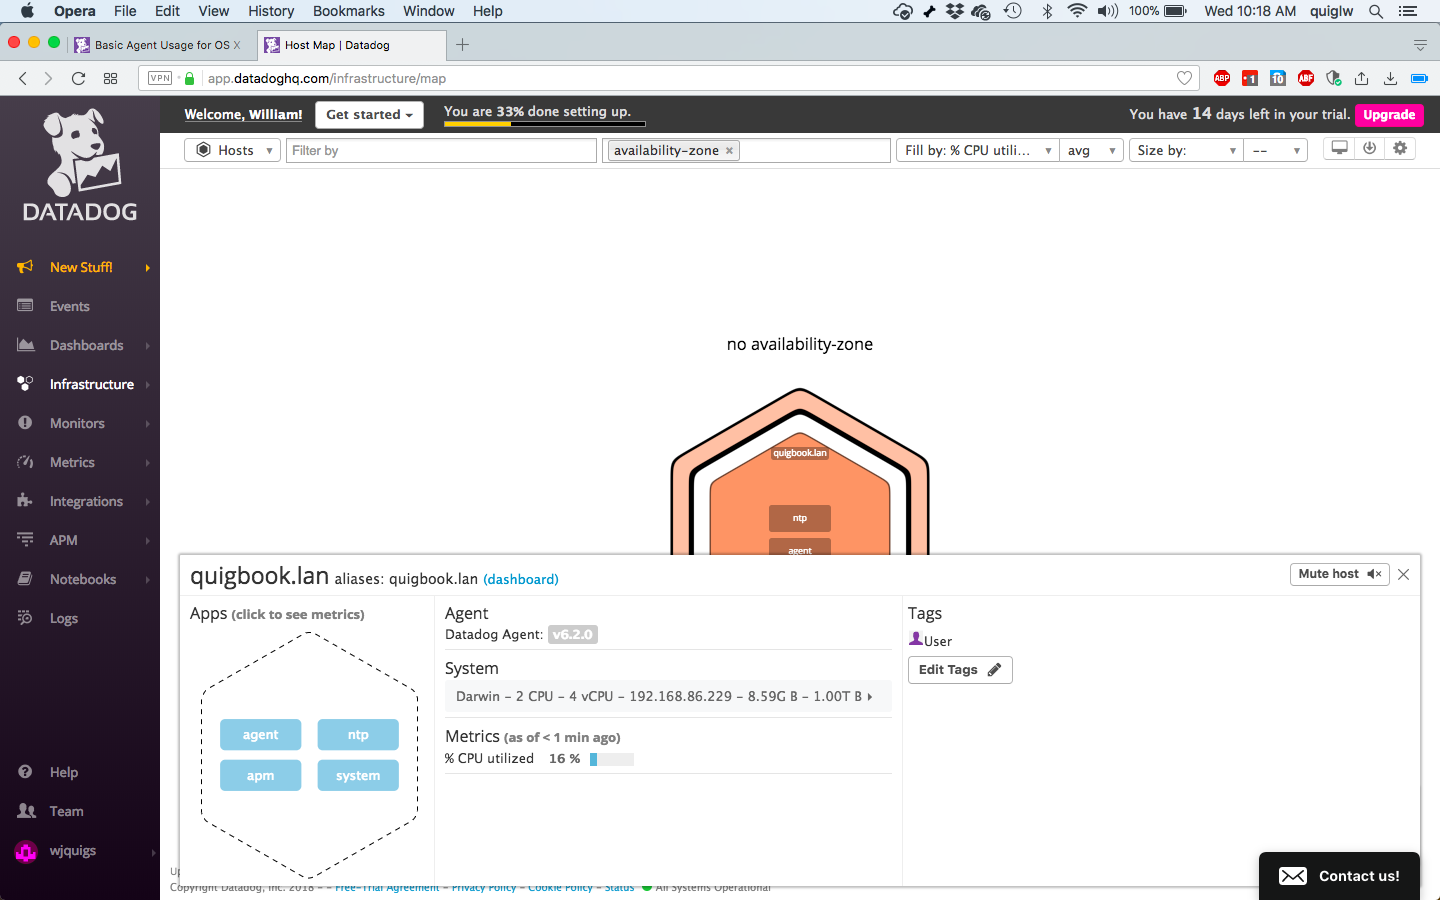 Opera File Edit View History Bookmarks Window Help 100% Wed 10:18 AM quiglw
Basic Agent Usage for OS X
Host Map | Datadog
VPN app.datadoghq.com/infrastructure/map ABP 1 10 ABF
DATADOG
New Stuff!
Events
Dashboards
Infrastructure
Monitors
Metrics
Integrations
APM
Notebooks
Logs
Help
Team
wjquigs
Welcome, William! Get started You are 33% done setting up. You have 14 days left in your trial. Upgrade
Hosts Filter by availability-zone × Fill by: % CPU utili... avg Size by: --
no availability-zone
quigbook.lan
ntp
agent
quigbook.lan aliases: quigbook.lan (dashboard) Mute host
Apps (click to see metrics)
agent ntp
apm system
Agent
Datadog Agent: v6.2.0
System
Darwin – 2 CPU – 4 vCPU – 192.168.86.229 – 8.59G B – 1.00T B
Metrics (as of < 1 min ago)
% CPU utilized 16 %
Tags
User
Edit Tags
Copyright Datadog, Inc. 2018 - - Free-Trial Agreement - Privacy Policy - Cookie Policy - Status All Systems Operational
Contact us!